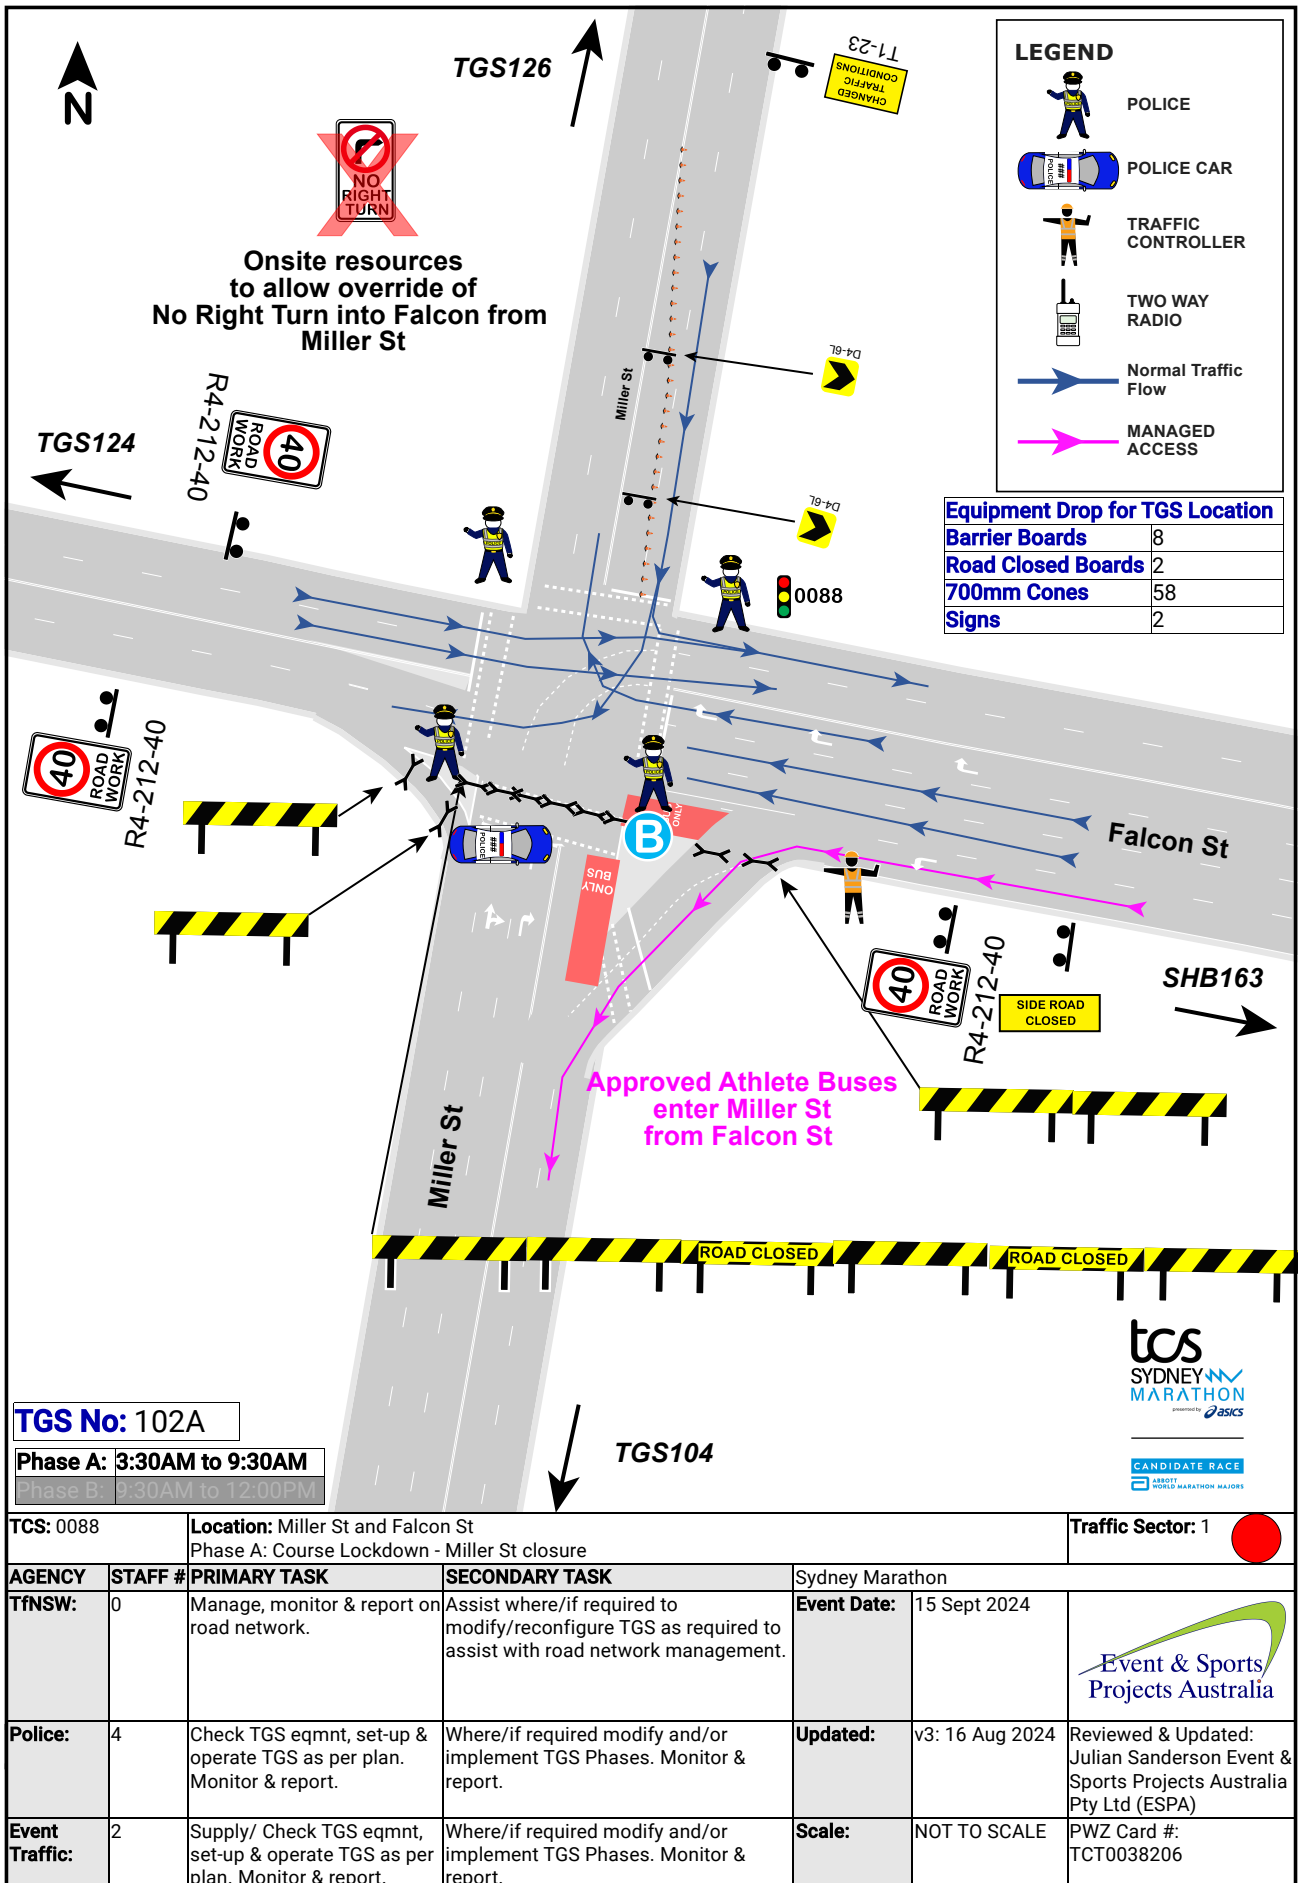 TGS126
T1-23
CHANGED
TRAFFIC
CONDITIONS
N
NO
RIGHT
TURN
Onsite resources
to allow override of
No Right Turn into Falcon from
Miller St
LEGEND
POLICE
POLICE
###
POLICE CAR
TRAFFIC
CONTROLLER
TWO WAY
RADIO
Normal Traffic
Flow
MANAGED
ACCESS
Miller St
D4-6L
D4-6L
R4-212-40
40
ROAD
WORK
TGS124
Equipment Drop for TGS Location
Barrier Boards 8
Road Closed Boards 2
700mm Cones 58
Signs 2
0088
40
ROAD
WORK
R4-212-40
POLICE
###
B
ONLY
BUS
ONLY
Falcon St
40
ROAD
WORK
R4-212-40
SIDE ROAD
CLOSED
SHB163
Approved Athlete Buses
enter Miller St
from Falcon St
Miller St
ROAD CLOSED
ROAD CLOSED
tcs
SYDNEY
MARATHON
presented by asics
CANDIDATE RACE
ABBOTT
WORLD MARATHON MAJORS
TGS104
TGS No: 102A
Phase A: 3:30AM to 9:30AM
Phase B: 9:30AM to 12:00PM
TCS: 0088
Location: Miller St and Falcon St
Phase A: Course Lockdown - Miller St closure
Traffic Sector: 1
AGENCY STAFF # PRIMARY TASK SECONDARY TASK Sydney Marathon
TfNSW: 0
Manage, monitor & report on
road network.
Assist where/if required to
modify/reconfigure TGS as required to
assist with road network management.
Event Date: 15 Sept 2024
Event & Sports
Projects Australia
Police: 4
Check TGS eqmnt, set-up &
operate TGS as per plan.
Monitor & report.
Where/if required modify and/or
implement TGS Phases. Monitor &
report.
Updated: v3: 16 Aug 2024
Reviewed & Updated:
Julian Sanderson Event &
Sports Projects Australia
Pty Ltd (ESPA)
Event
Traffic: 2
Supply/ Check TGS eqmnt,
set-up & operate TGS as per
plan. Monitor & report.
Where/if required modify and/or
implement TGS Phases. Monitor &
report.
Scale: NOT TO SCALE
PWZ Card #:
TCT0038206